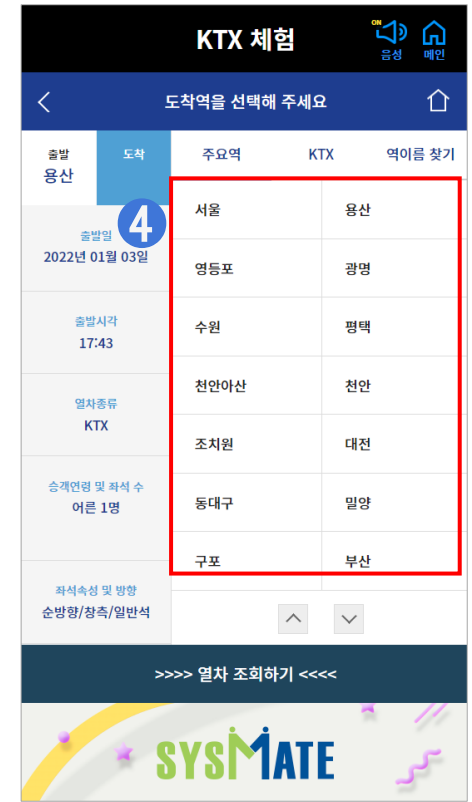 KTX 체험
ON
음성
메인
도착역을 선택해 주세요
출발
용산
도착
주요역 KTX 역이름 찾기
4
출발일
2022년 01월 03일
출발시각
17:43
열차종류
KTX
승객연령 및 좌석 수
어른 1명
좌석속성 및 방향
순방향/창측/일반석
서울 용산
영등포 광명
수원 평택
천안아산 천안
조치원 대전
동대구 밀양
구포 부산
>>>> 열차 조회하기 <<<<
SYSMATE